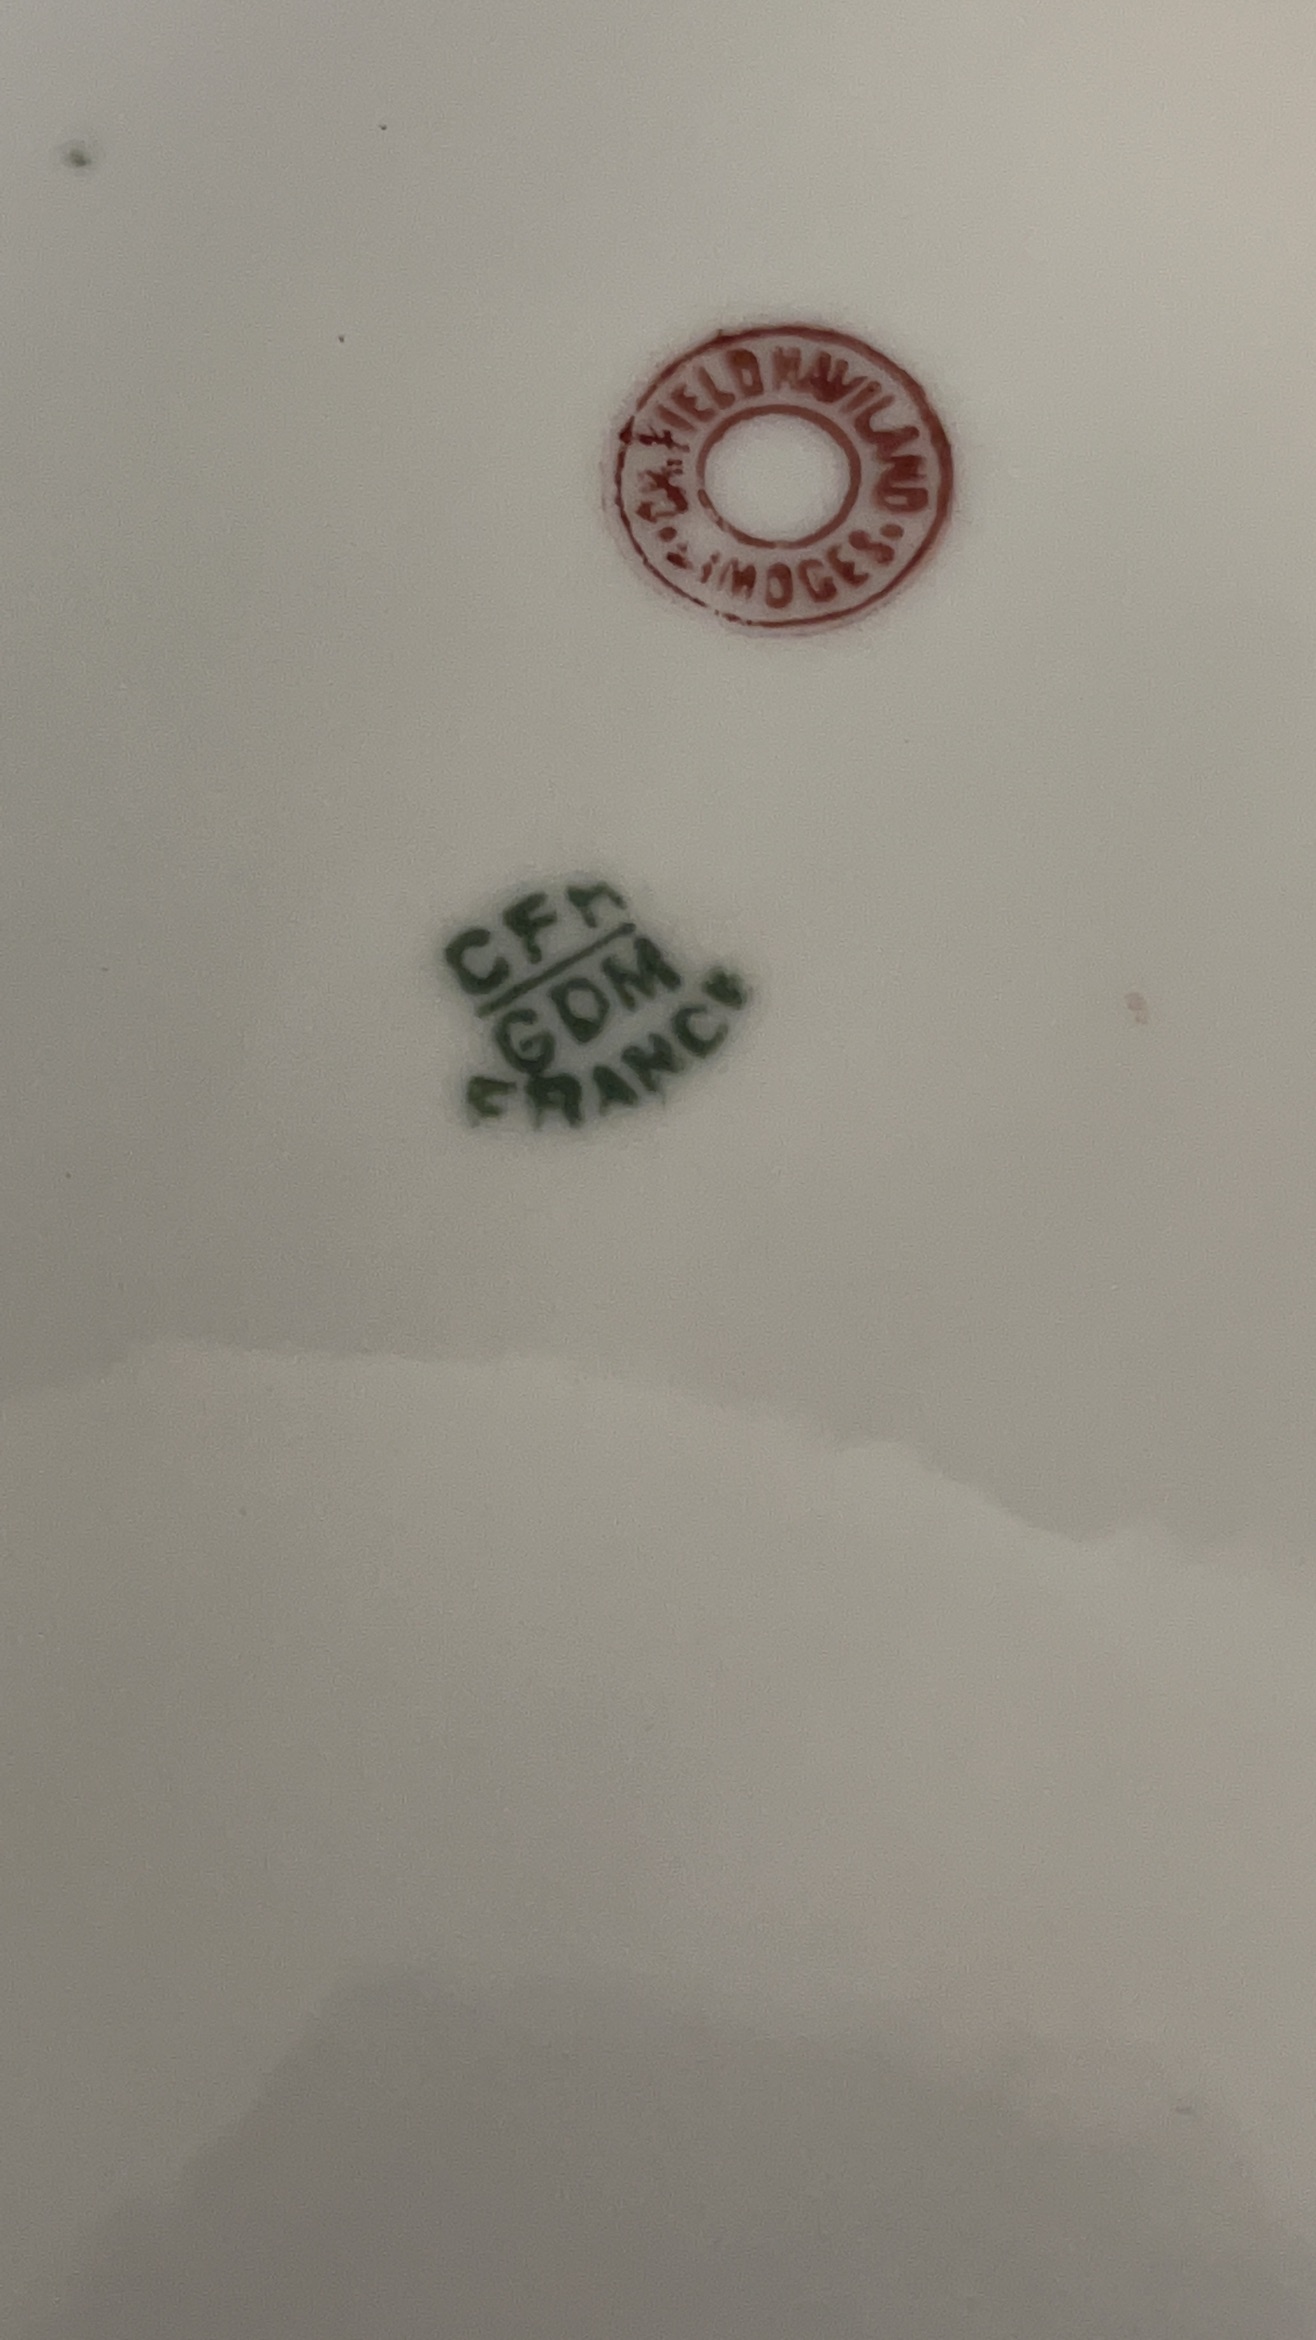 CH. FIELD HAVILAND
• LIMOGES •
CFH
GDM
FRANCE